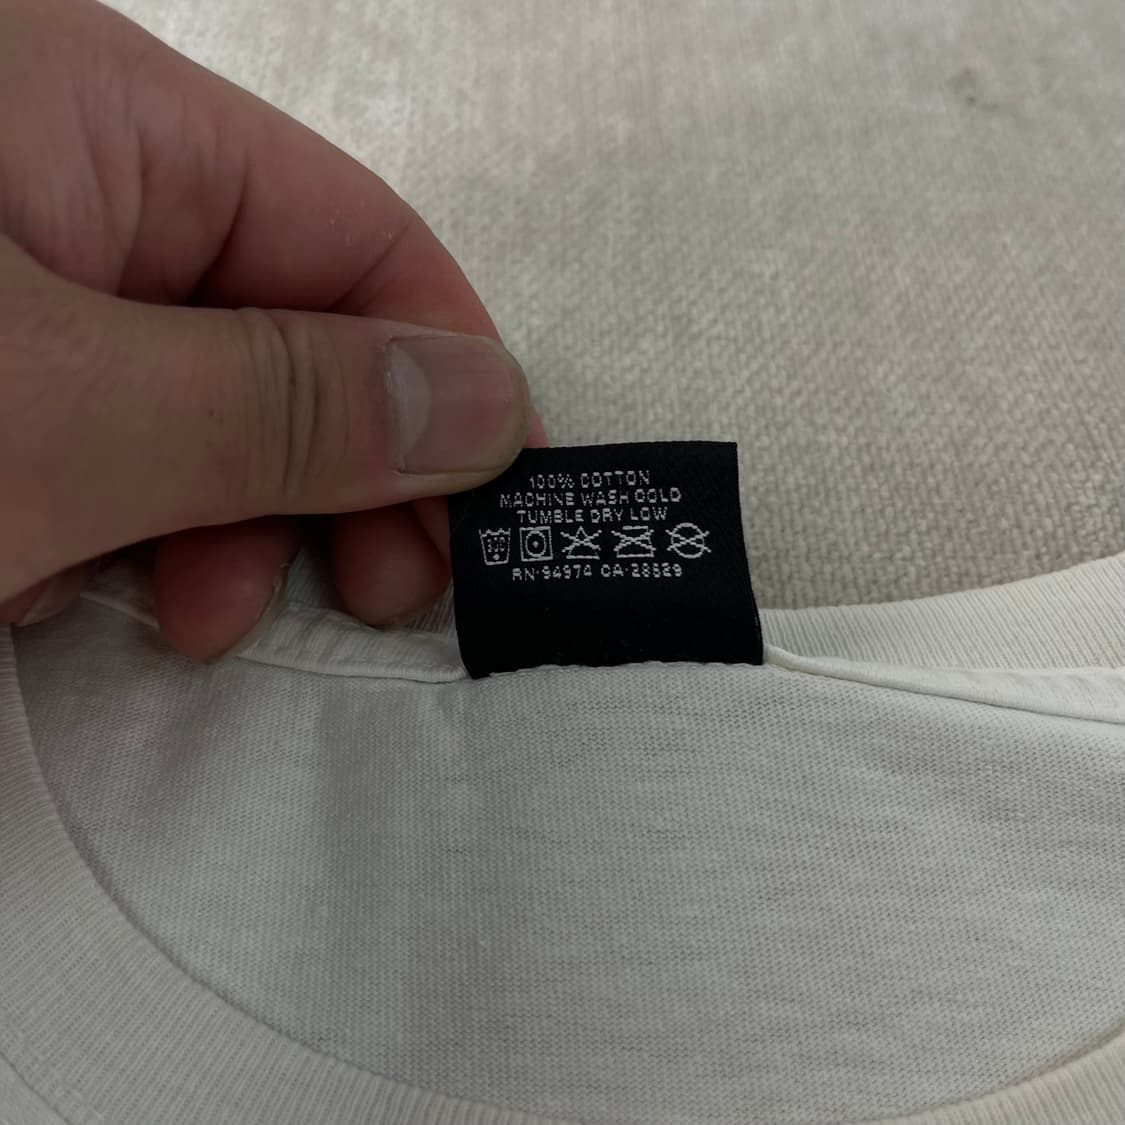 100% COTTON
MACHINE WASH COLD
TUMBLE DRY LOW
RN·94974 CA·28529